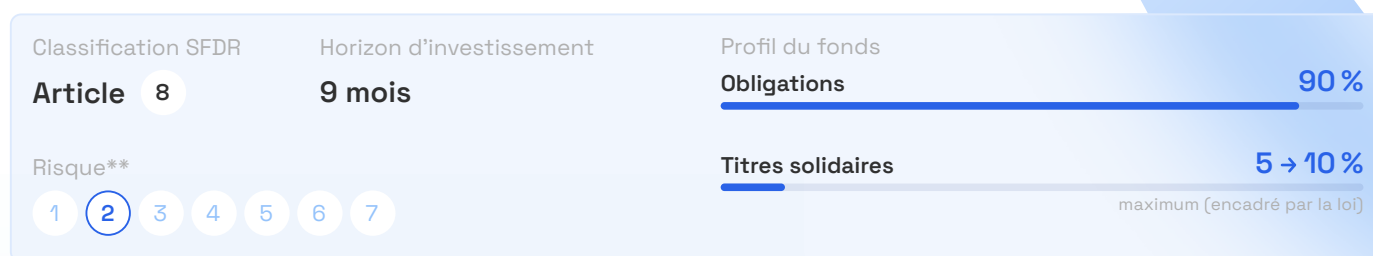 Classification SFDR
Article 8
Horizon d'investissement
9 mois
Risque**
1 2 3 4 5 6 7
Profil du fonds
Obligations 90 %
Titres solidaires 5 → 10 %
maximum (encadré par la loi)